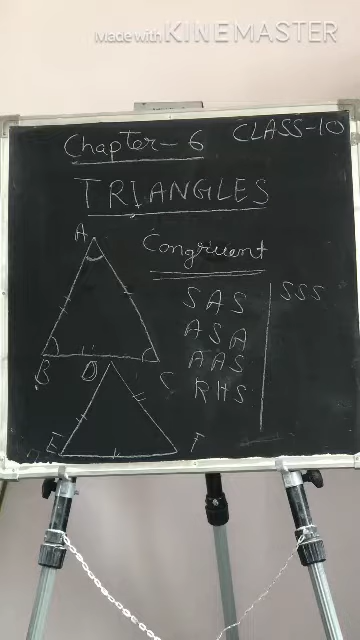 Made with KINEMASTER
Chapter-6 CLASS-10
TRIANGLES
A
Congruent
SAS SSS
ASA
AAS
RHS
B D C
E F